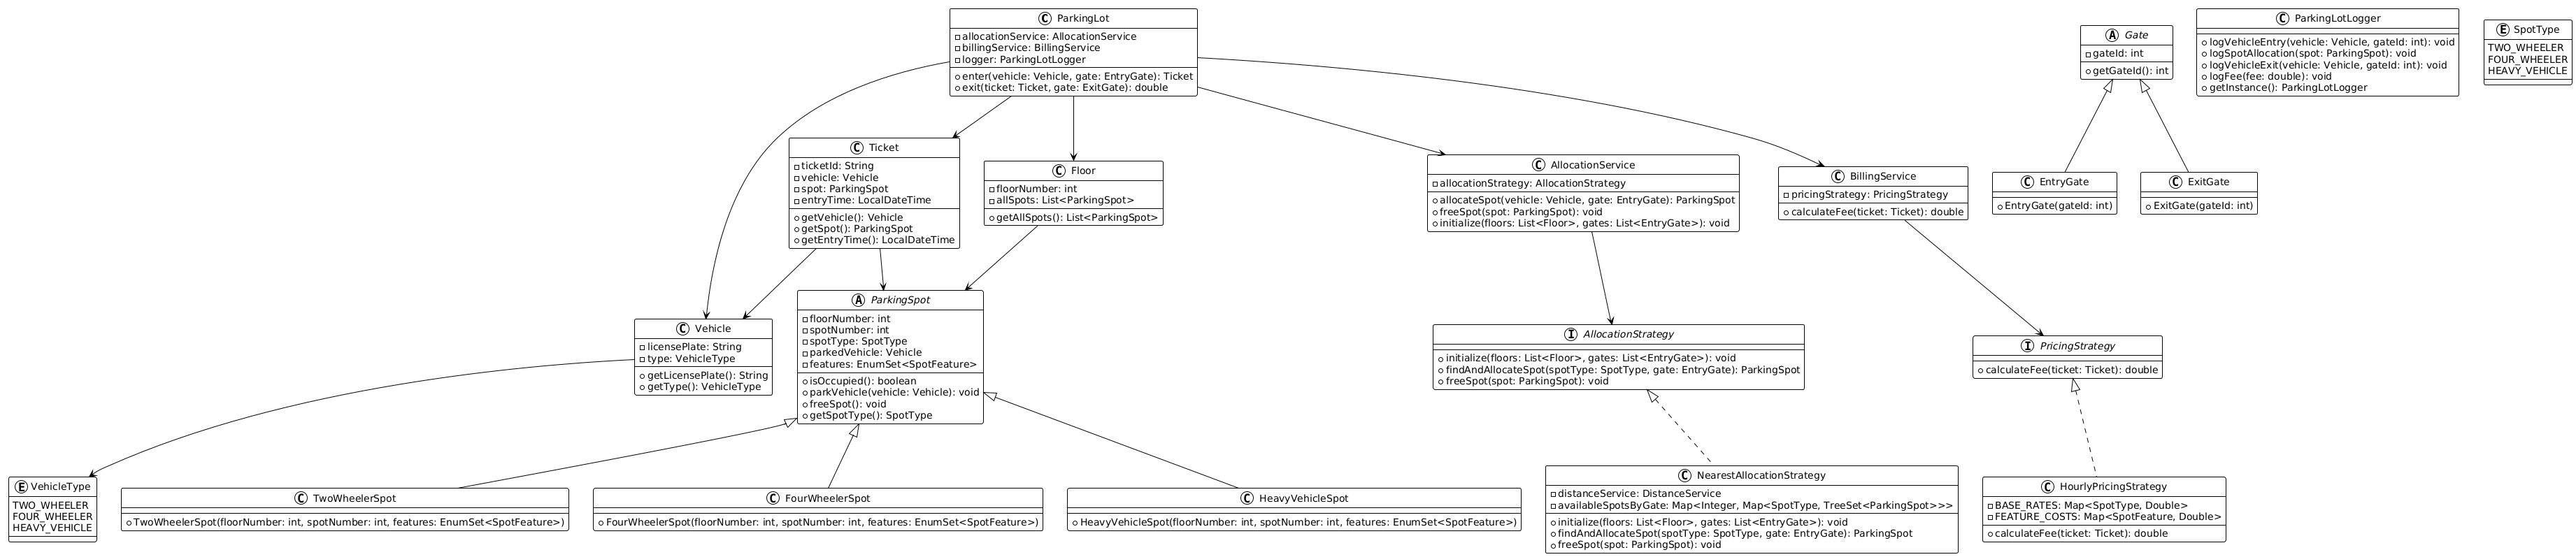 C ParkingLot
allocationService: AllocationService
billingService: BillingService
logger: ParkingLotLogger
enter(vehicle: Vehicle, gate: EntryGate): Ticket
exit(ticket: Ticket, gate: ExitGate): double
A Gate
gateId: int
getGateId(): int
C ParkingLotLogger
logVehicleEntry(vehicle: Vehicle, gateId: int): void
logSpotAllocation(spot: ParkingSpot): void
logVehicleExit(vehicle: Vehicle, gateId: int): void
logFee(fee: double): void
getInstance(): ParkingLotLogger
E SpotType
TWO_WHEELER
FOUR_WHEELER
HEAVY_VEHICLE
C Ticket
ticketId: String
vehicle: Vehicle
spot: ParkingSpot
entryTime: LocalDateTime
getVehicle(): Vehicle
getSpot(): ParkingSpot
getEntryTime(): LocalDateTime
C Floor
floorNumber: int
allSpots: List<ParkingSpot>
getAllSpots(): List<ParkingSpot>
C AllocationService
allocationStrategy: AllocationStrategy
allocateSpot(vehicle: Vehicle, gate: EntryGate): ParkingSpot
freeSpot(spot: ParkingSpot): void
initialize(floors: List<Floor>, gates: List<EntryGate>): void
C BillingService
pricingStrategy: PricingStrategy
calculateFee(ticket: Ticket): double
C EntryGate
EntryGate(gateId: int)
C ExitGate
ExitGate(gateId: int)
C Vehicle
licensePlate: String
type: VehicleType
getLicensePlate(): String
getType(): VehicleType
A ParkingSpot
floorNumber: int
spotNumber: int
spotType: SpotType
parkedVehicle: Vehicle
features: EnumSet<SpotFeature>
isOccupied(): boolean
parkVehicle(vehicle: Vehicle): void
freeSpot(): void
getSpotType(): SpotType
I AllocationStrategy
initialize(floors: List<Floor>, gates: List<EntryGate>): void
findAndAllocateSpot(spotType: SpotType, gate: EntryGate): ParkingSpot
freeSpot(spot: ParkingSpot): void
I PricingStrategy
calculateFee(ticket: Ticket): double
E VehicleType
TWO_WHEELER
FOUR_WHEELER
HEAVY_VEHICLE
C TwoWheelerSpot
TwoWheelerSpot(floorNumber: int, spotNumber: int, features: EnumSet<SpotFeature>)
C FourWheelerSpot
FourWheelerSpot(floorNumber: int, spotNumber: int, features: EnumSet<SpotFeature>)
C HeavyVehicleSpot
HeavyVehicleSpot(floorNumber: int, spotNumber: int, features: EnumSet<SpotFeature>)
C NearestAllocationStrategy
distanceService: DistanceService
availableSpotsByGate: Map<Integer, Map<SpotType, TreeSet<ParkingSpot>>>
initialize(floors: List<Floor>, gates: List<EntryGate>): void
findAndAllocateSpot(spotType: SpotType, gate: EntryGate): ParkingSpot
freeSpot(spot: ParkingSpot): void
C HourlyPricingStrategy
BASE_RATES: Map<SpotType, Double>
FEATURE_COSTS: Map<SpotFeature, Double>
calculateFee(ticket: Ticket): double